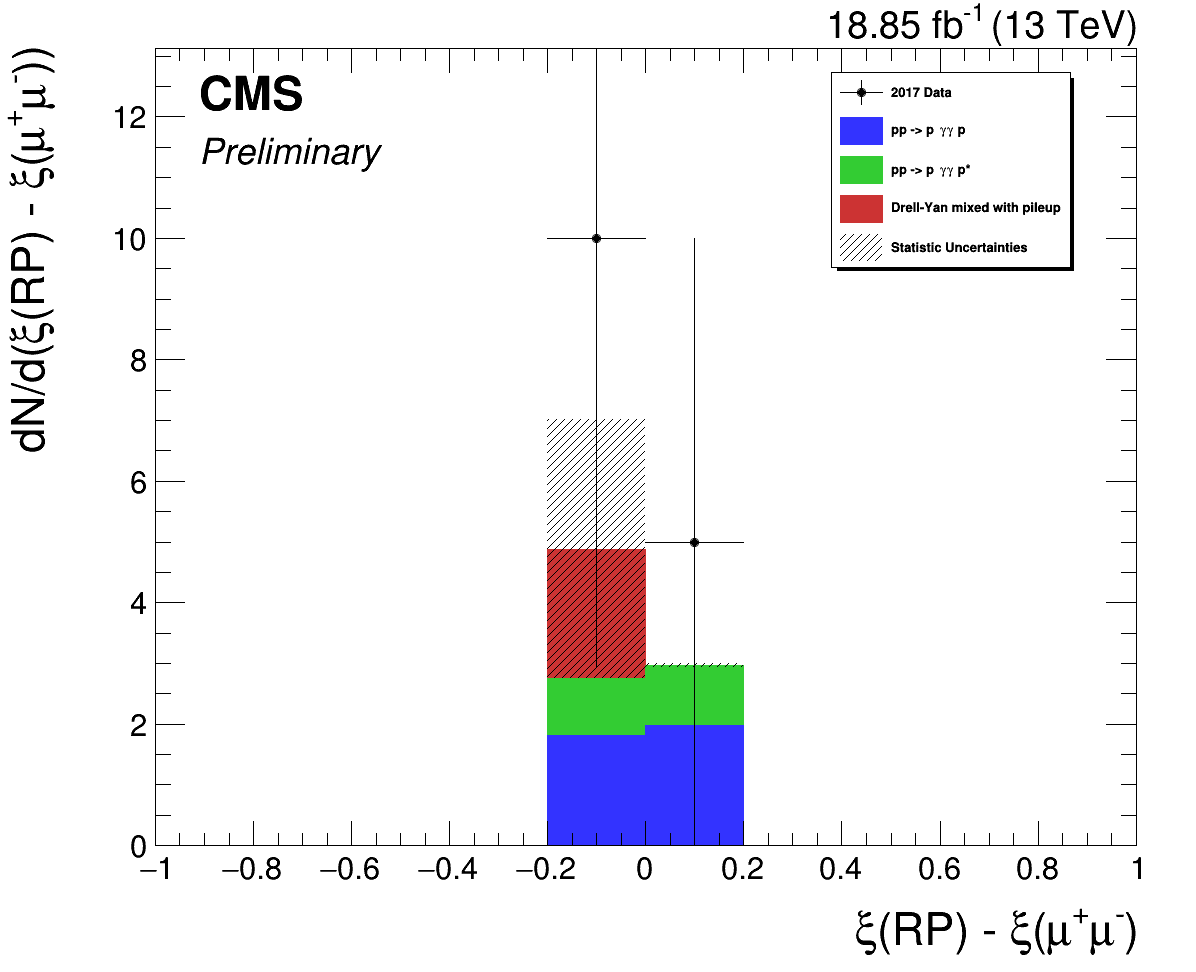 18.85 fb⁻¹ (13 TeV)
CMS
Preliminary
2017 Data
pp -> p γγ p
pp -> p γγ p*
Drell-Yan mixed with pileup
Statistic Uncertainties
dN/d(ξ(RP) - ξ(μ⁺μ⁻))
12
10
8
6
4
2
0
−1 −0.8 −0.6 −0.4 −0.2 0 0.2 0.4 0.6 0.8 1
ξ(RP) - ξ(μ⁺μ⁻)